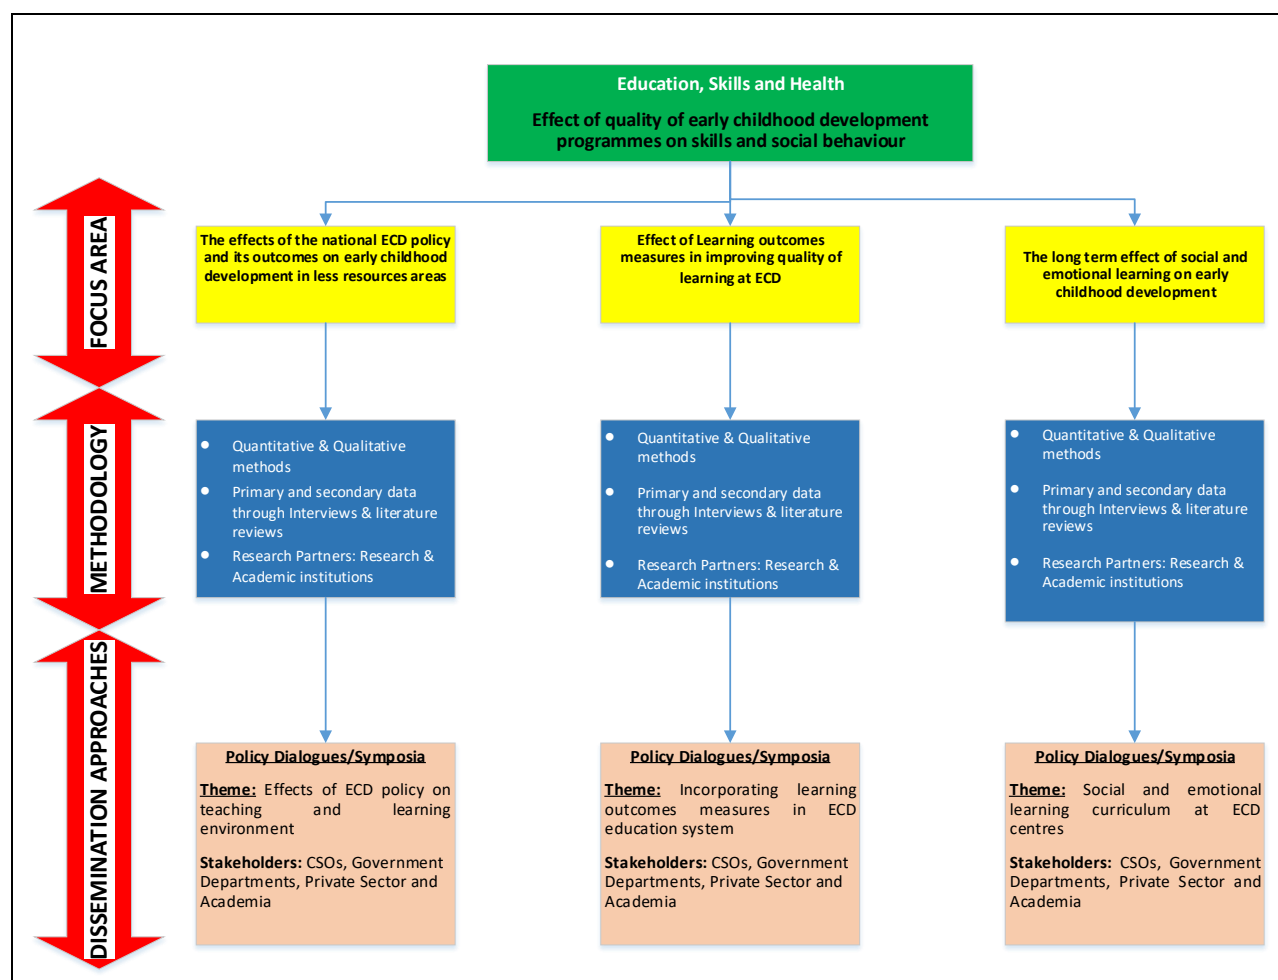 Education, Skills and Health
Effect of quality of early childhood development
programmes on skills and social behaviour
FOCUS AREA
The effects of the national ECD policy
and its outcomes on early childhood
development in less resources areas
Effect of Learning outcomes
measures in improving quality of
learning at ECD
The long term effect of social and
emotional learning on early
childhood development
METHODOLOGY
● Quantitative & Qualitative
methods
● Primary and secondary data
through Interviews & literature
reviews
● Research Partners: Research &
Academic institutions
● Quantitative & Qualitative
methods
● Primary and secondary data
through Interviews & literature
reviews
● Research Partners: Research &
Academic institutions
● Quantitative & Qualitative
methods
● Primary and secondary data
through Interviews & literature
reviews
● Research Partners: Research &
Academic institutions
DISSEMINATION APPROACHES
Policy Dialogues/Symposia
Theme: Effects of ECD policy on
teaching and learning
environment
Stakeholders: CSOs, Government
Departments, Private Sector and
Academia
Policy Dialogues/Symposia
Theme: Incorporating learning
outcomes measures in ECD
education system
Stakeholders: CSOs, Government
Departments, Private Sector and
Academia
Policy Dialogues/Symposia
Theme: Social and emotional
learning curriculum at ECD
centres
Stakeholders: CSOs, Government
Departments, Private Sector and
Academia